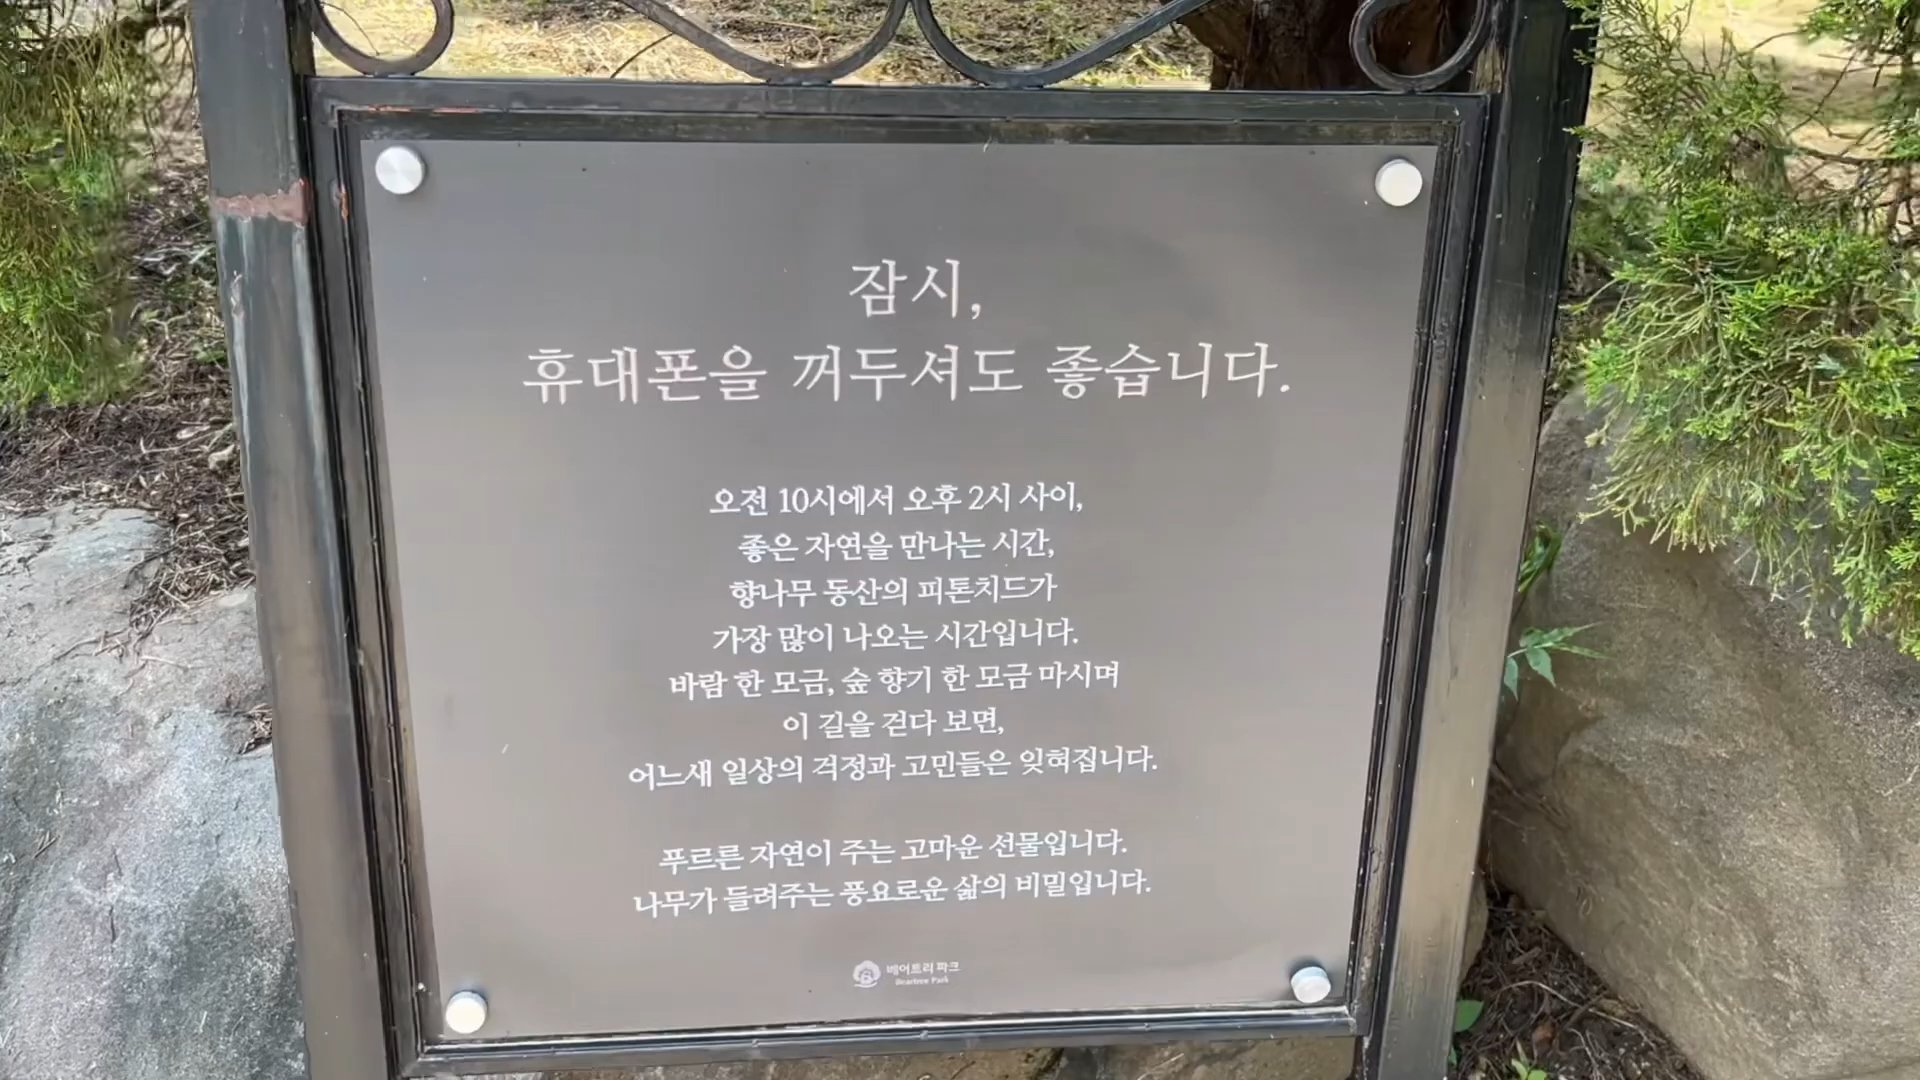 잠시,
휴대폰을 꺼두셔도 좋습니다.
오전 10시에서 오후 2시 사이,
좋은 자연을 만나는 시간,
향나무 동산의 피톤치드가
가장 많이 나오는 시간입니다.
바람 한 모금, 숲 향기 한 모금 마시며
이 길을 걷다 보면,
어느새 일상의 걱정과 고민들은 잊혀집니다.
푸르른 자연이 주는 고마운 선물입니다.
나무가 들려주는 풍요로운 삶의 비밀입니다.
베어트리 파크
Beartree Park